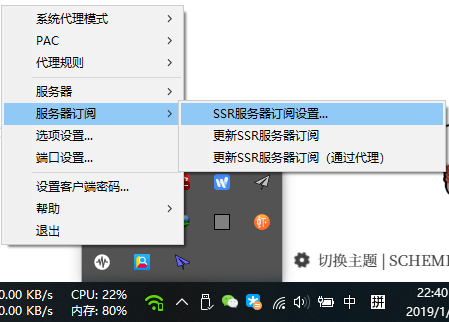 系统代理模式
PAC
代理规则
服务器
服务器订阅
SSR服务器订阅设置...
选项设置...
更新SSR服务器订阅
端口设置...
更新SSR服务器订阅（通过代理）
设置客户端密码...
帮助
退出
切换主题 | SCHEM
0.00 KB/s
CPU: 22%
22:40
0.00 KB/s
内存: 80%
中
拼
2019/1/